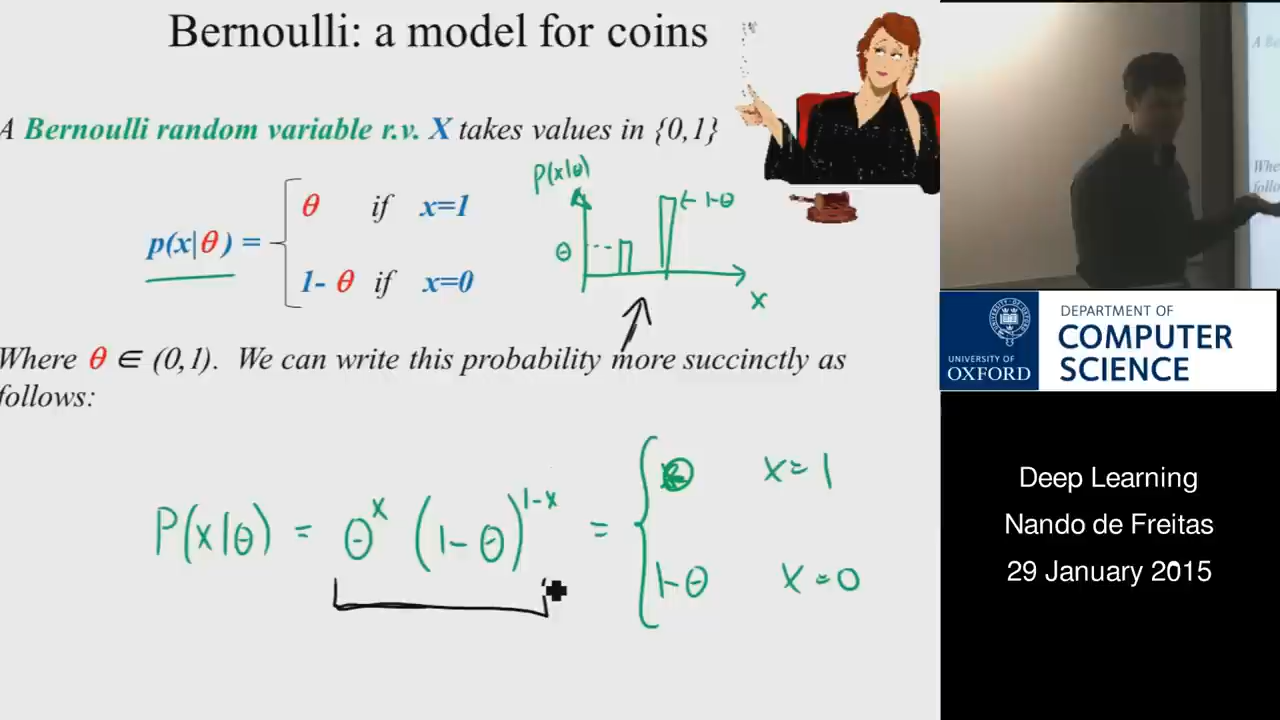 Bernoulli: a model for coins
A Bernoulli random variable r.v. X takes values in {0,1}
p(x|θ) =
θ if x=1
1- θ if x=0
P(x|θ)
θ
← 1-θ
x
Where θ ∈ (0,1). We can write this probability more succinctly as
follows:
P(x|θ) = θ^x (1-θ)^{1-x} =
x=1
1-θ x=0
UNIVERSITY OF
OXFORD
DEPARTMENT OF
COMPUTER
SCIENCE
Deep Learning
Nando de Freitas
29 January 2015